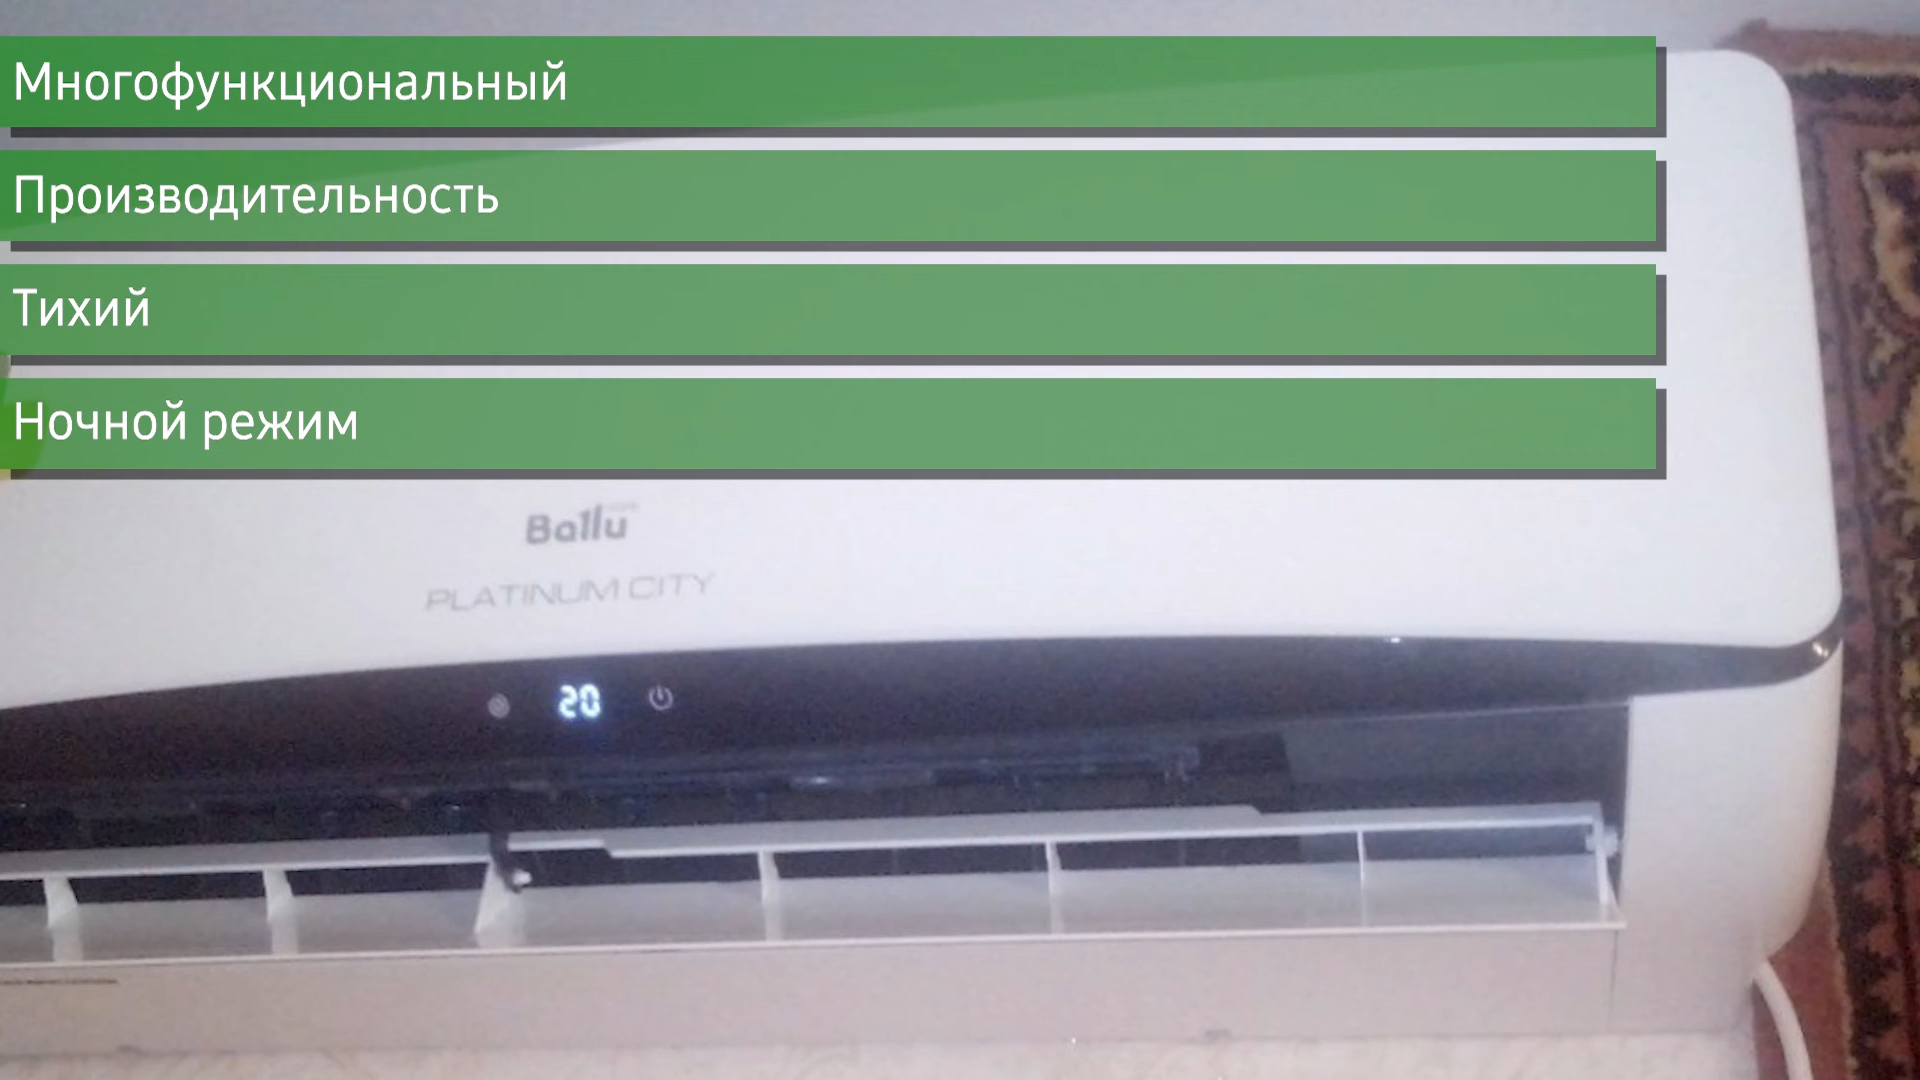 Многофункциональный
Производительность
Тихий
Ночной режим
Ballu
PLATINUM CITY
20